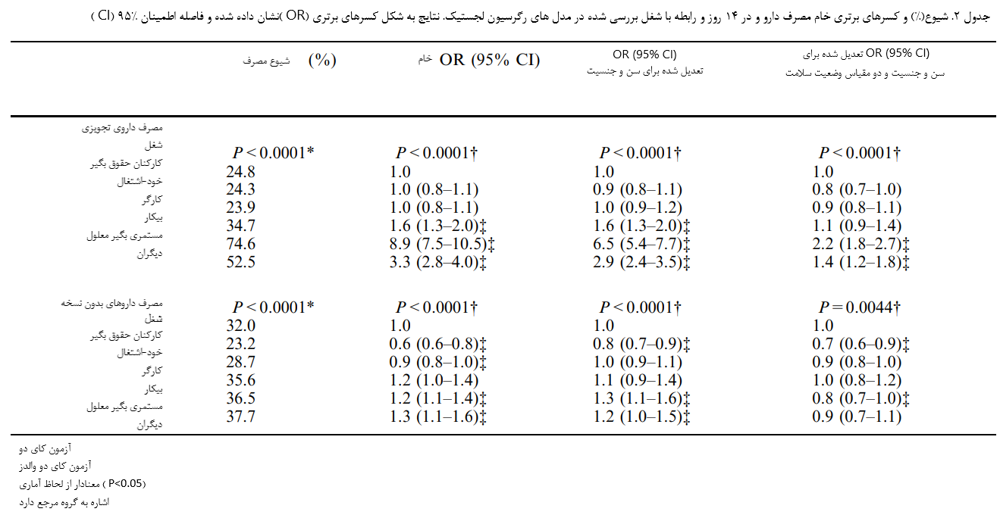 جدول ۲. شیوع(٪) و کسرهای برتری خام مصرف دارو و در ۱۴ روز و رابطه با شغل بررسی شده در مدل های رگرسیون لجستیک. نتایج به شکل کسرهای برتری (OR )نشان داده شده و فاصله اطمینان ۹۵٪ (CI )
شیوع مصرف (%)
خام OR (95% CI)
OR (95% CI)
تعدیل شده برای سن و جنسیت
OR (95% CI) تعدیل شده برای
سن و جنسیت و دو مقیاس وضعیت سلامت
مصرف داروی تجویزی
شغل P < 0.0001* P < 0.0001† P < 0.0001† P < 0.0001†
کارکنان حقوق بگیر 24.8 1.0 1.0 1.0
خود-اشتغال 24.3 1.0 (0.8–1.1) 0.9 (0.8–1.1) 0.8 (0.7–1.0)
کارگر 23.9 1.0 (0.8–1.1) 1.0 (0.9–1.2) 0.9 (0.8–1.1)
بیکار 34.7 1.6 (1.3–2.0)‡ 1.6 (1.3–2.0)‡ 1.1 (0.9–1.4)
مستمری بگیر معلول 74.6 8.9 (7.5–10.5)‡ 6.5 (5.4–7.7)‡ 2.2 (1.8–2.7)‡
دیگران 52.5 3.3 (2.8–4.0)‡ 2.9 (2.4–3.5)‡ 1.4 (1.2–1.8)‡
مصرف داروهای بدون نسخه
شغل P < 0.0001* P < 0.0001† P < 0.0001† P = 0.0044†
کارکنان حقوق بگیر 32.0 1.0 1.0 1.0
خود-اشتغال 23.2 0.6 (0.6–0.8)‡ 0.8 (0.7–0.9)‡ 0.7 (0.6–0.9)‡
کارگر 28.7 0.9 (0.8–1.0)‡ 1.0 (0.9–1.1) 0.9 (0.8–1.0)
بیکار 35.6 1.2 (1.0–1.4) 1.1 (0.9–1.4) 1.0 (0.8–1.2)
مستمری بگیر معلول 36.5 1.2 (1.1–1.4)‡ 1.3 (1.1–1.6)‡ 0.8 (0.7–1.0)‡
دیگران 37.7 1.3 (1.1–1.6)‡ 1.2 (1.0–1.5)‡ 0.9 (0.7–1.1)
آزمون کای دو
آزمون کای دو والدز
معنادار از لحاظ آماری (P<0.05 )
اشاره به گروه مرجع دارد